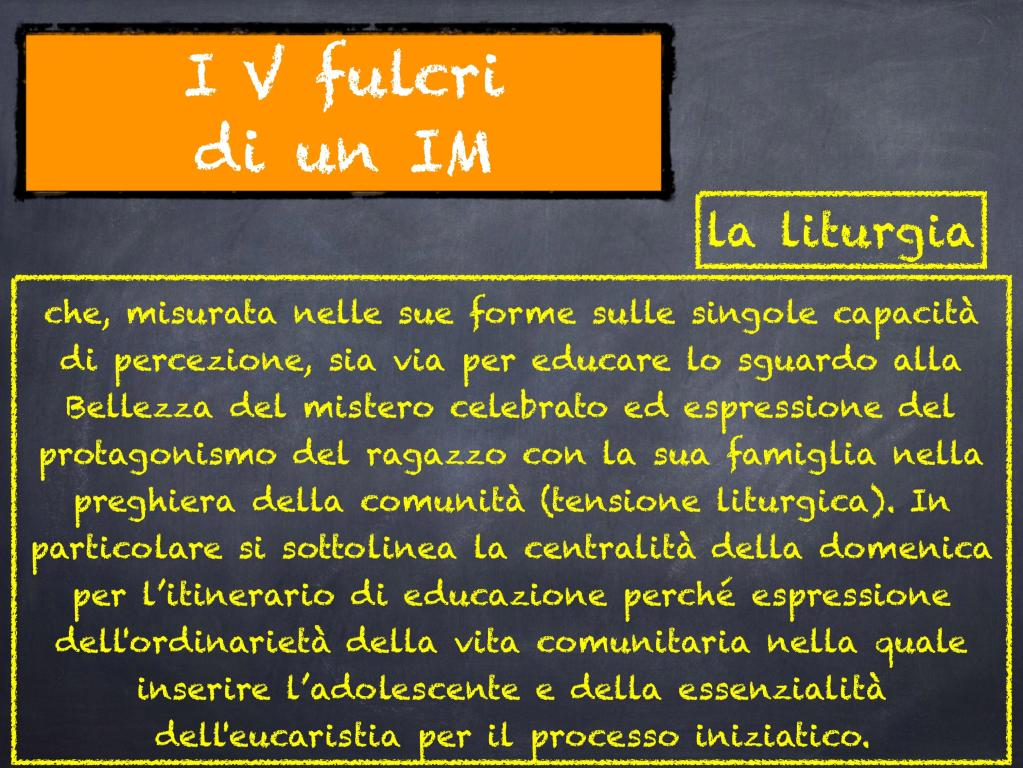 I V fulcri
di un IM
la liturgia
che, misurata nelle sue forme sulle singole capacità
di percezione, sia via per educare lo sguardo alla
Bellezza del mistero celebrato ed espressione del
protagonismo del ragazzo con la sua famiglia nella
preghiera della comunità (tensione liturgica). In
particolare si sottolinea la centralità della domenica
per l’itinerario di educazione perché espressione
dell'ordinarietà della vita comunitaria nella quale
inserire l’adolescente e della essenzialità
dell'eucaristia per il processo iniziatico.